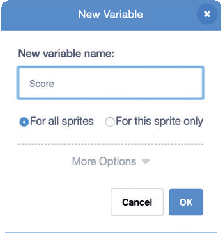 New Variable
New variable name:
Score
For all sprites For this sprite only
More Options
Cancel OK